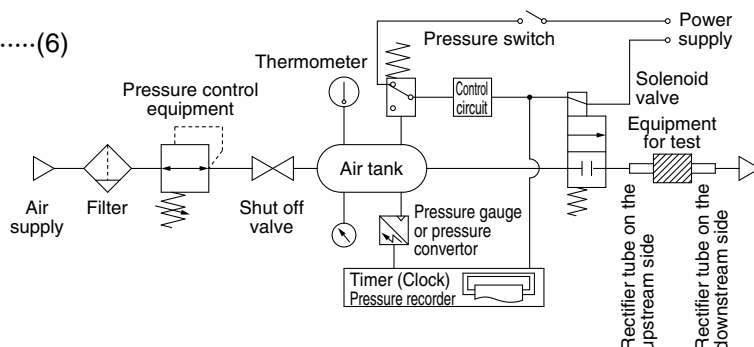 ·····(6)
Power
supply
Pressure switch
Thermometer
Pressure control
equipment
Control
circuit
Solenoid
valve
Equipment
for test
Air tank
Air
supply
Filter
Shut off
valve
Pressure gauge
or pressure
convertor
Timer (Clock)
Pressure recorder
Rectifier tube on the
upstream side
Rectifier tube on the
downstream side